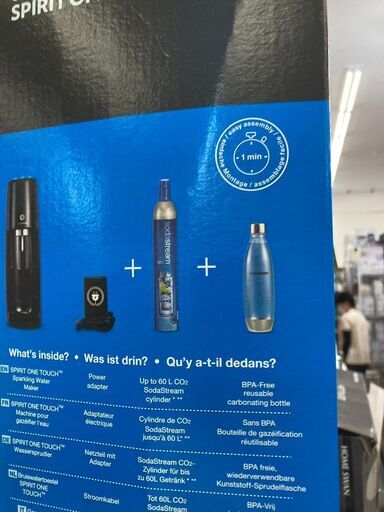 SPIRIT ON
einfache Montage / easy assembly / assemblage facile
1 min
sodastream
What's inside? • Was ist drin? • Qu'y a-t-il dedans?
EN SPIRIT ONE TOUCH™ Sparkling Water Maker
Power adapter
Up to 60 L CO₂ SodaStream cylinder * **
BPA-Free reusable carbonating bottle
FR SPIRIT ONE TOUCH™ Machine pour gazéifier l'eau
Adaptateur électrique
Cylindre de CO₂ SodaStream jusqu'à 60 L* **
Sans BPA Bouteille de gazéification réutilisable
DE SPIRIT ONE TOUCH™ Wassersprudler
Netzteil mit Adapter
SodaStream CO₂-Zylinder für bis zu 60L Getränk * **
BPA freie, wiederverwendbare Kunststoff-Sprudelflasche
NL Bruiswatertoestel SPIRIT ONE TOUCH™
Stroomkabel
Tot 60L CO₂ SodaStream
BPA-Vrij
HOME SWAN